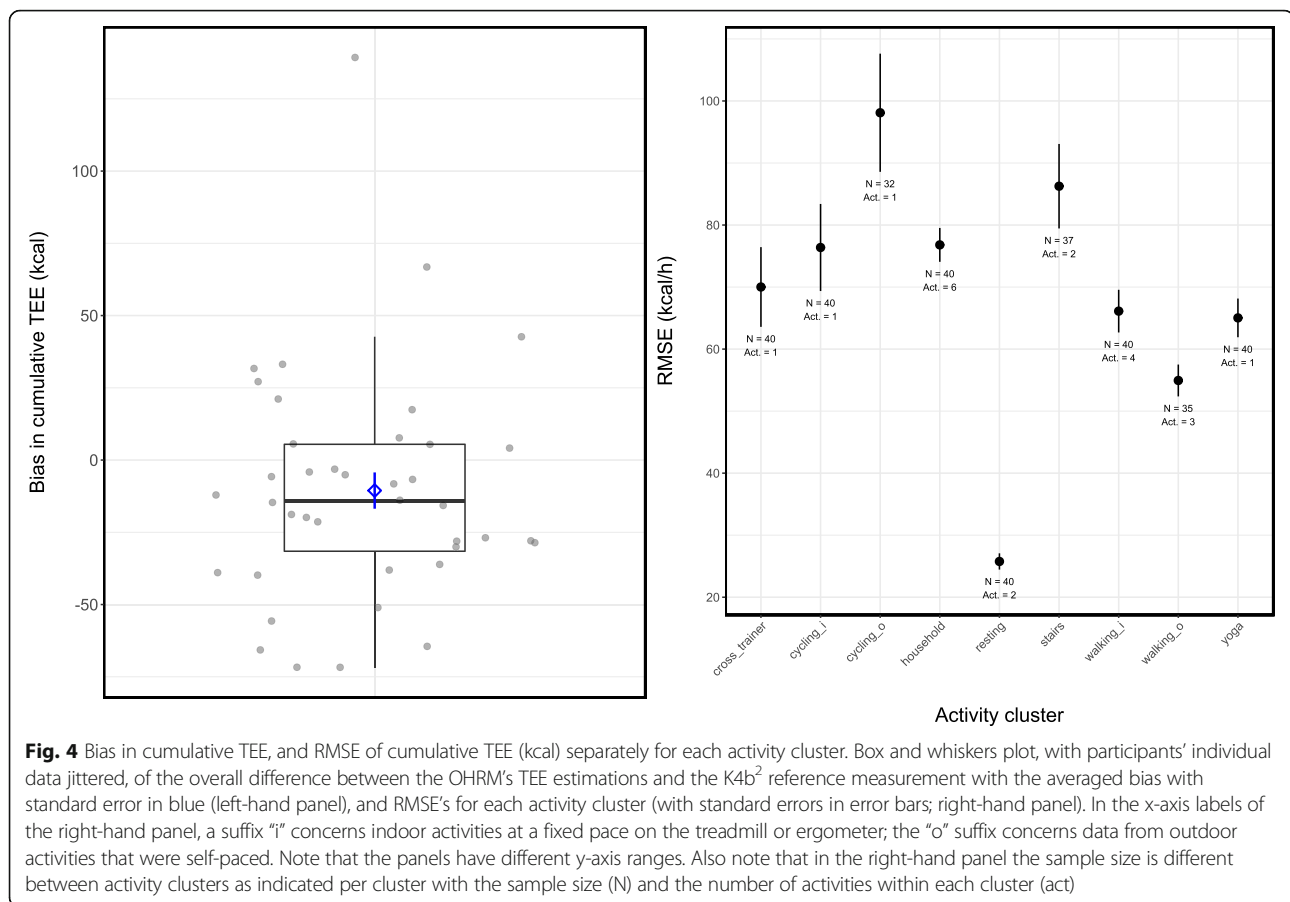 Bias in cumulative TEE (kcal)
100
50
0
-50
RMSE (kcal/h)
100
80
60
40
20
N = 40
Act. = 1
N = 40
Act. = 1
N = 32
Act. = 1
N = 40
Act. = 6
N = 40
Act. = 2
N = 37
Act. = 2
N = 40
Act. = 4
N = 35
Act. = 3
N = 40
Act. = 1
cross_trainer
cycling_i
cycling_o
household
resting
stairs
walking_i
walking_o
yoga
Activity cluster
Fig. 4 Bias in cumulative TEE, and RMSE of cumulative TEE (kcal) separately for each activity cluster. Box and whiskers plot, with participants’ individual
data jittered, of the overall difference between the OHRM’s TEE estimations and the K4b² reference measurement with the averaged bias with
standard error in blue (left-hand panel), and RMSE’s for each activity cluster (with standard errors in error bars; right-hand panel). In the x-axis labels of
the right-hand panel, a suffix “i” concerns indoor activities at a fixed pace on the treadmill or ergometer; the “o” suffix concerns data from outdoor
activities that were self-paced. Note that the panels have different y-axis ranges. Also note that in the right-hand panel the sample size is different
between activity clusters as indicated per cluster with the sample size (N) and the number of activities within each cluster (act)